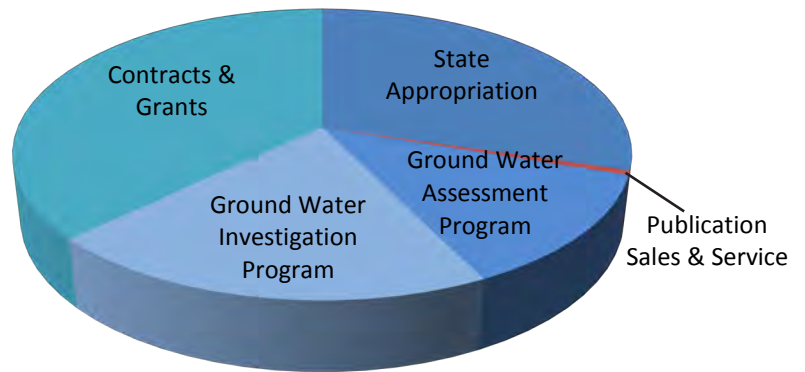 Contracts &
Grants
State
Appropriation
Ground Water
Assessment
Program
Ground Water
Investigation
Program
Publication
Sales & Service